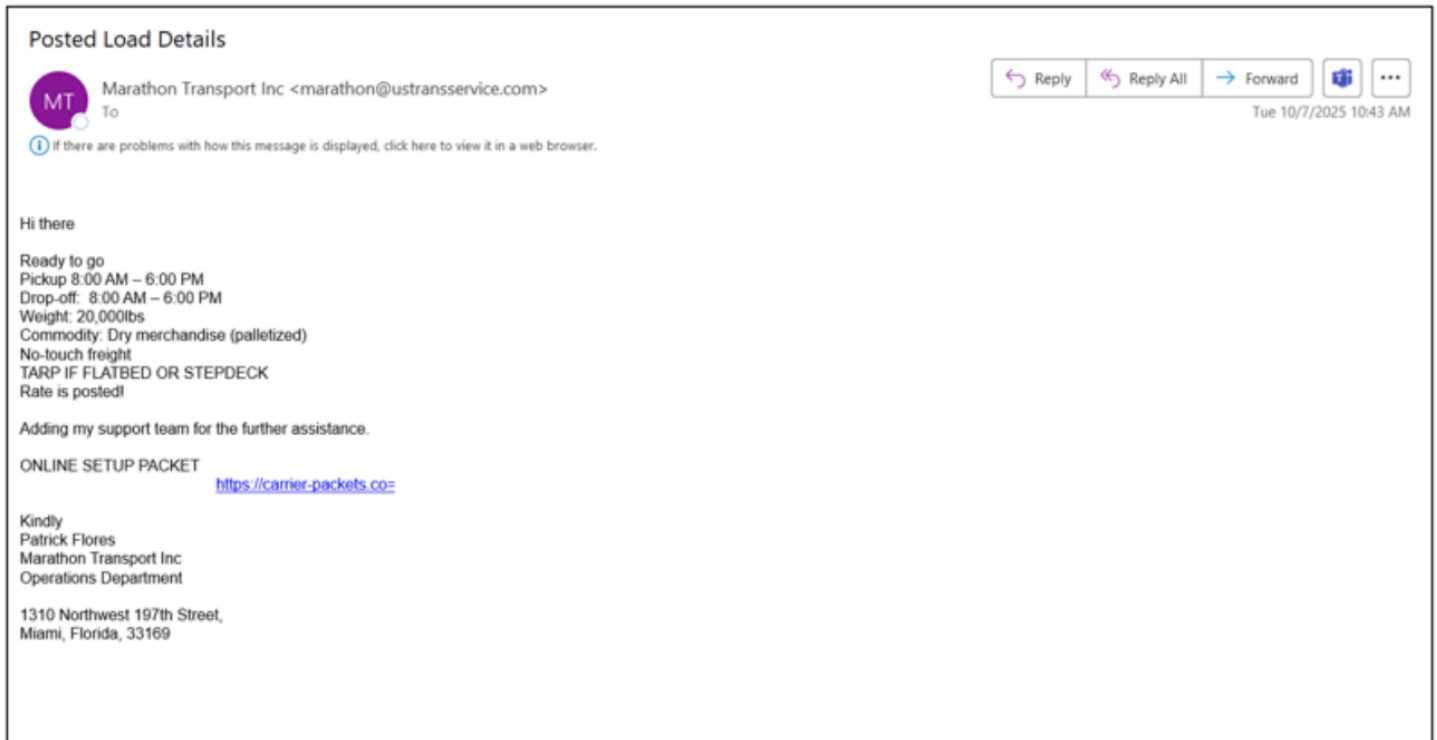 Posted Load Details
MT
Marathon Transport Inc <marathon@ustransservice.com>
To
Reply
Reply All
Forward
Tue 10/7/2025 10:43 AM
If there are problems with how this message is displayed, click here to view it in a web browser.
Hi there
Ready to go
Pickup 8:00 AM – 6:00 PM
Drop-off:  8:00 AM – 6:00 PM
Weight: 20,000lbs
Commodity: Dry merchandise (palletized)
No-touch freight
TARP IF FLATBED OR STEPDECK
Rate is posted!
Adding my support team for the further assistance.
ONLINE SETUP PACKET
https://carrier-packets.co=
Kindly
Patrick Flores
Marathon Transport Inc
Operations Department
1310 Northwest 197th Street,
Miami, Florida, 33169